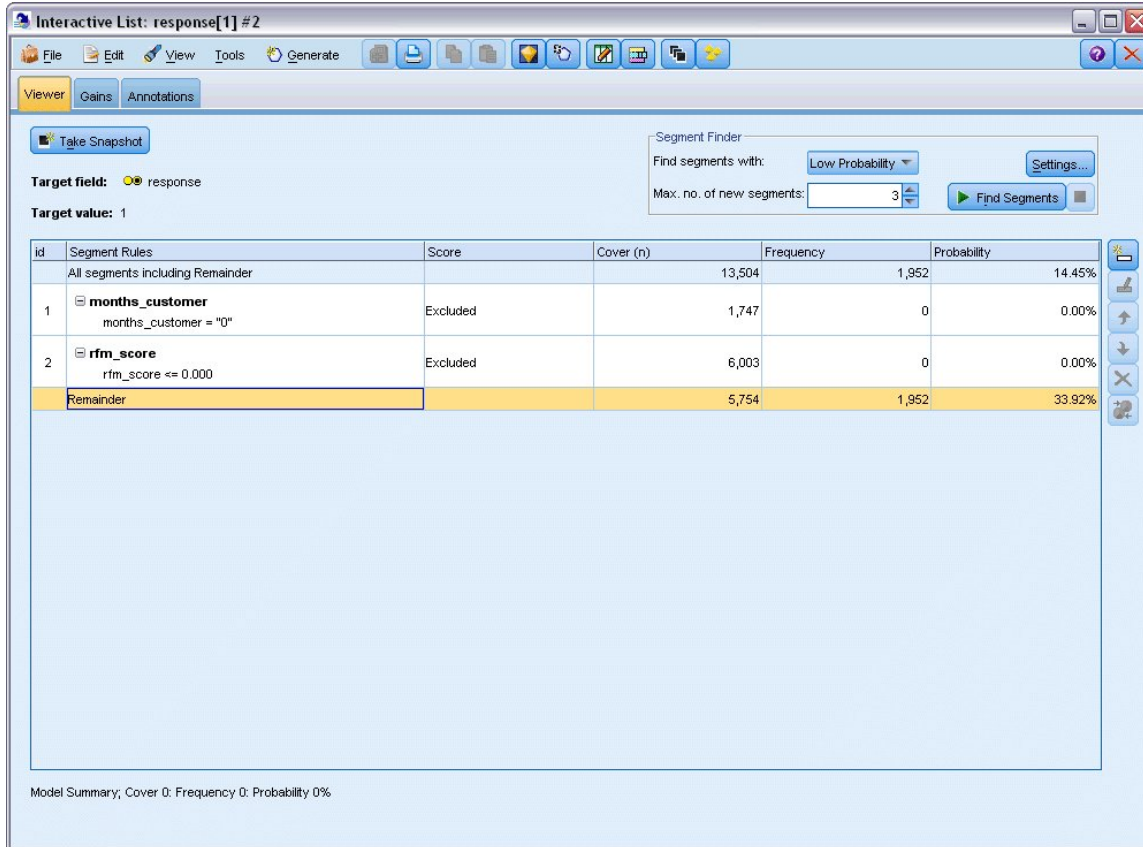 Interactive List: response[1] #2
File Edit View Tools Generate
Viewer Gains Annotations
Take Snapshot
Segment Finder
Find segments with: Low Probability Settings...
Max. no. of new segments: 3 Find Segments
Target field: response
Target value: 1
id Segment Rules Score Cover (n) Frequency Probability
All segments including Remainder 13,504 1,952 14.45%
1 months_customer Excluded 1,747 0 0.00%
months_customer = "0"
2 rfm_score Excluded 6,003 0 0.00%
rfm_score <= 0.000
Remainder 5,754 1,952 33.92%
Model Summary; Cover 0: Frequency 0: Probability 0%